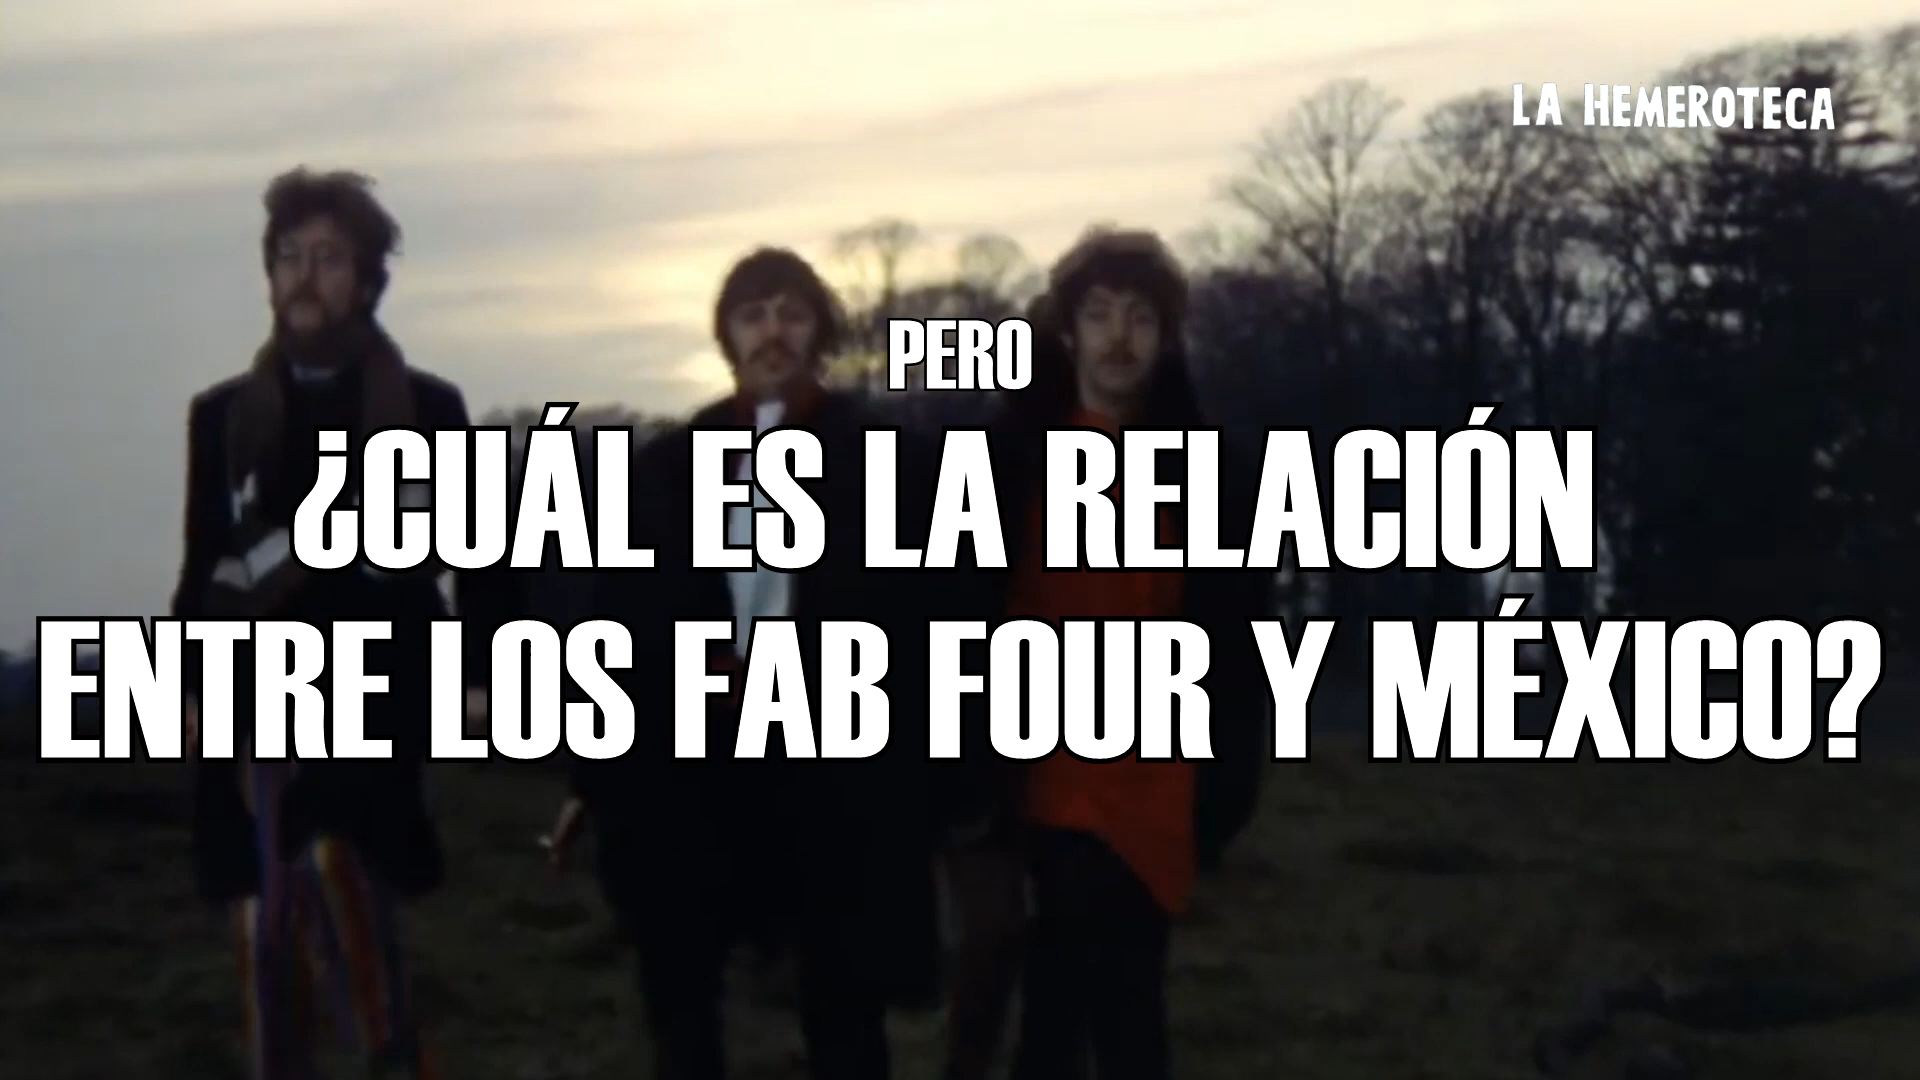 LA HEMEROTECA
PERO
¿CUÁL ES LA RELACIÓN
ENTRE LOS FAB FOUR Y MÉXICO?